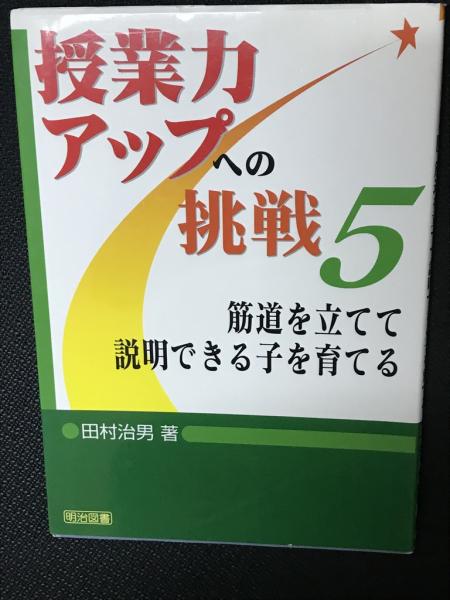 授業力
アップへの
挑戦5
筋道を立てて
説明できる子を育てる
田村治男 著
明治図書